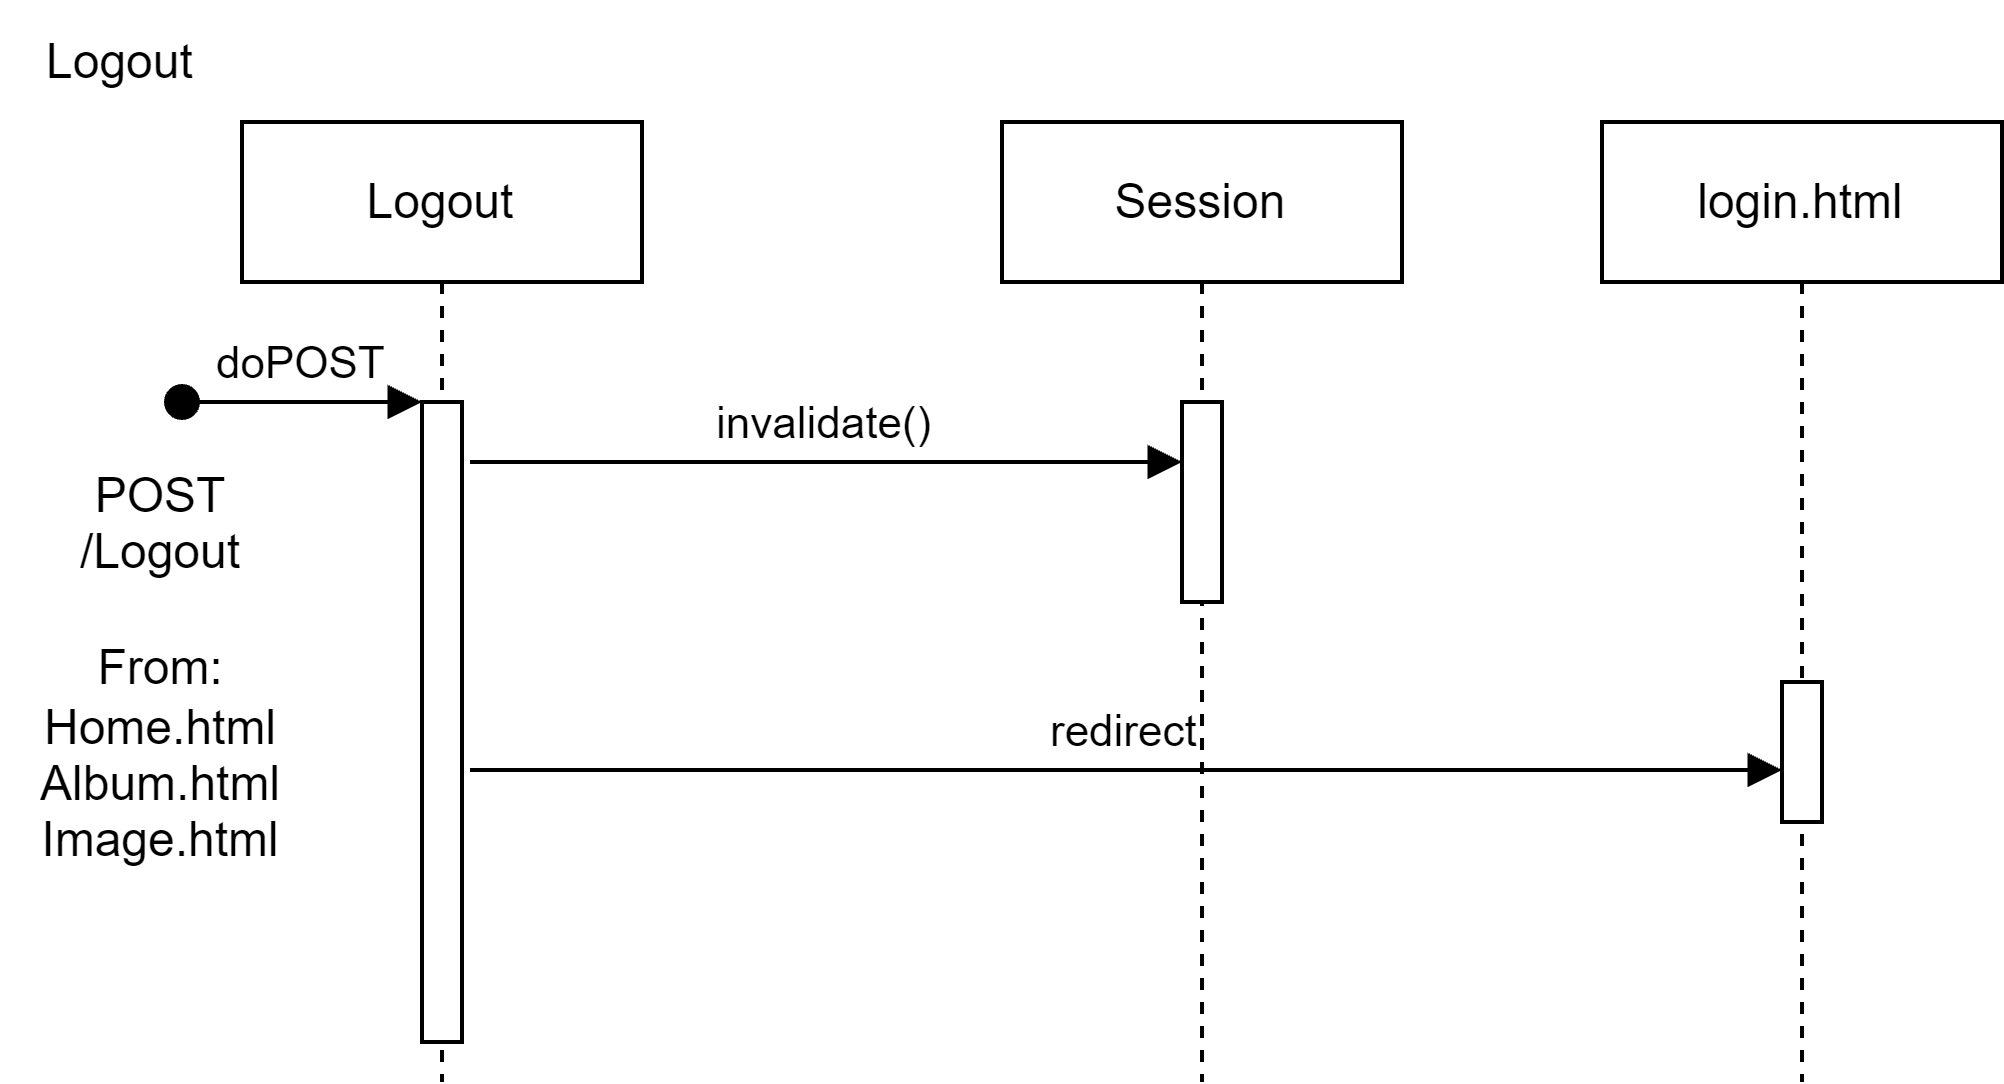 Logout
Logout
Session
login.html
doPOST
invalidate()
POST
/Logout
From:
Home.html
Album.html
Image.html
redirect